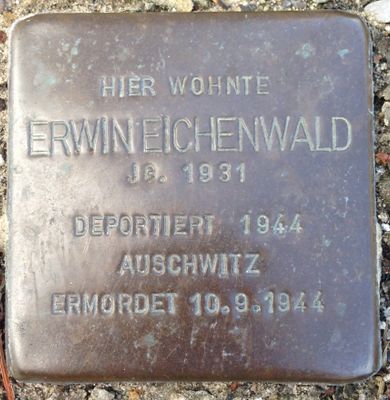 HIER WOHNTE
ERWIN EICHENWALD
JG. 1931
DEPORTIERT 1944
AUSCHWITZ
ERMORDET 10.9.1944